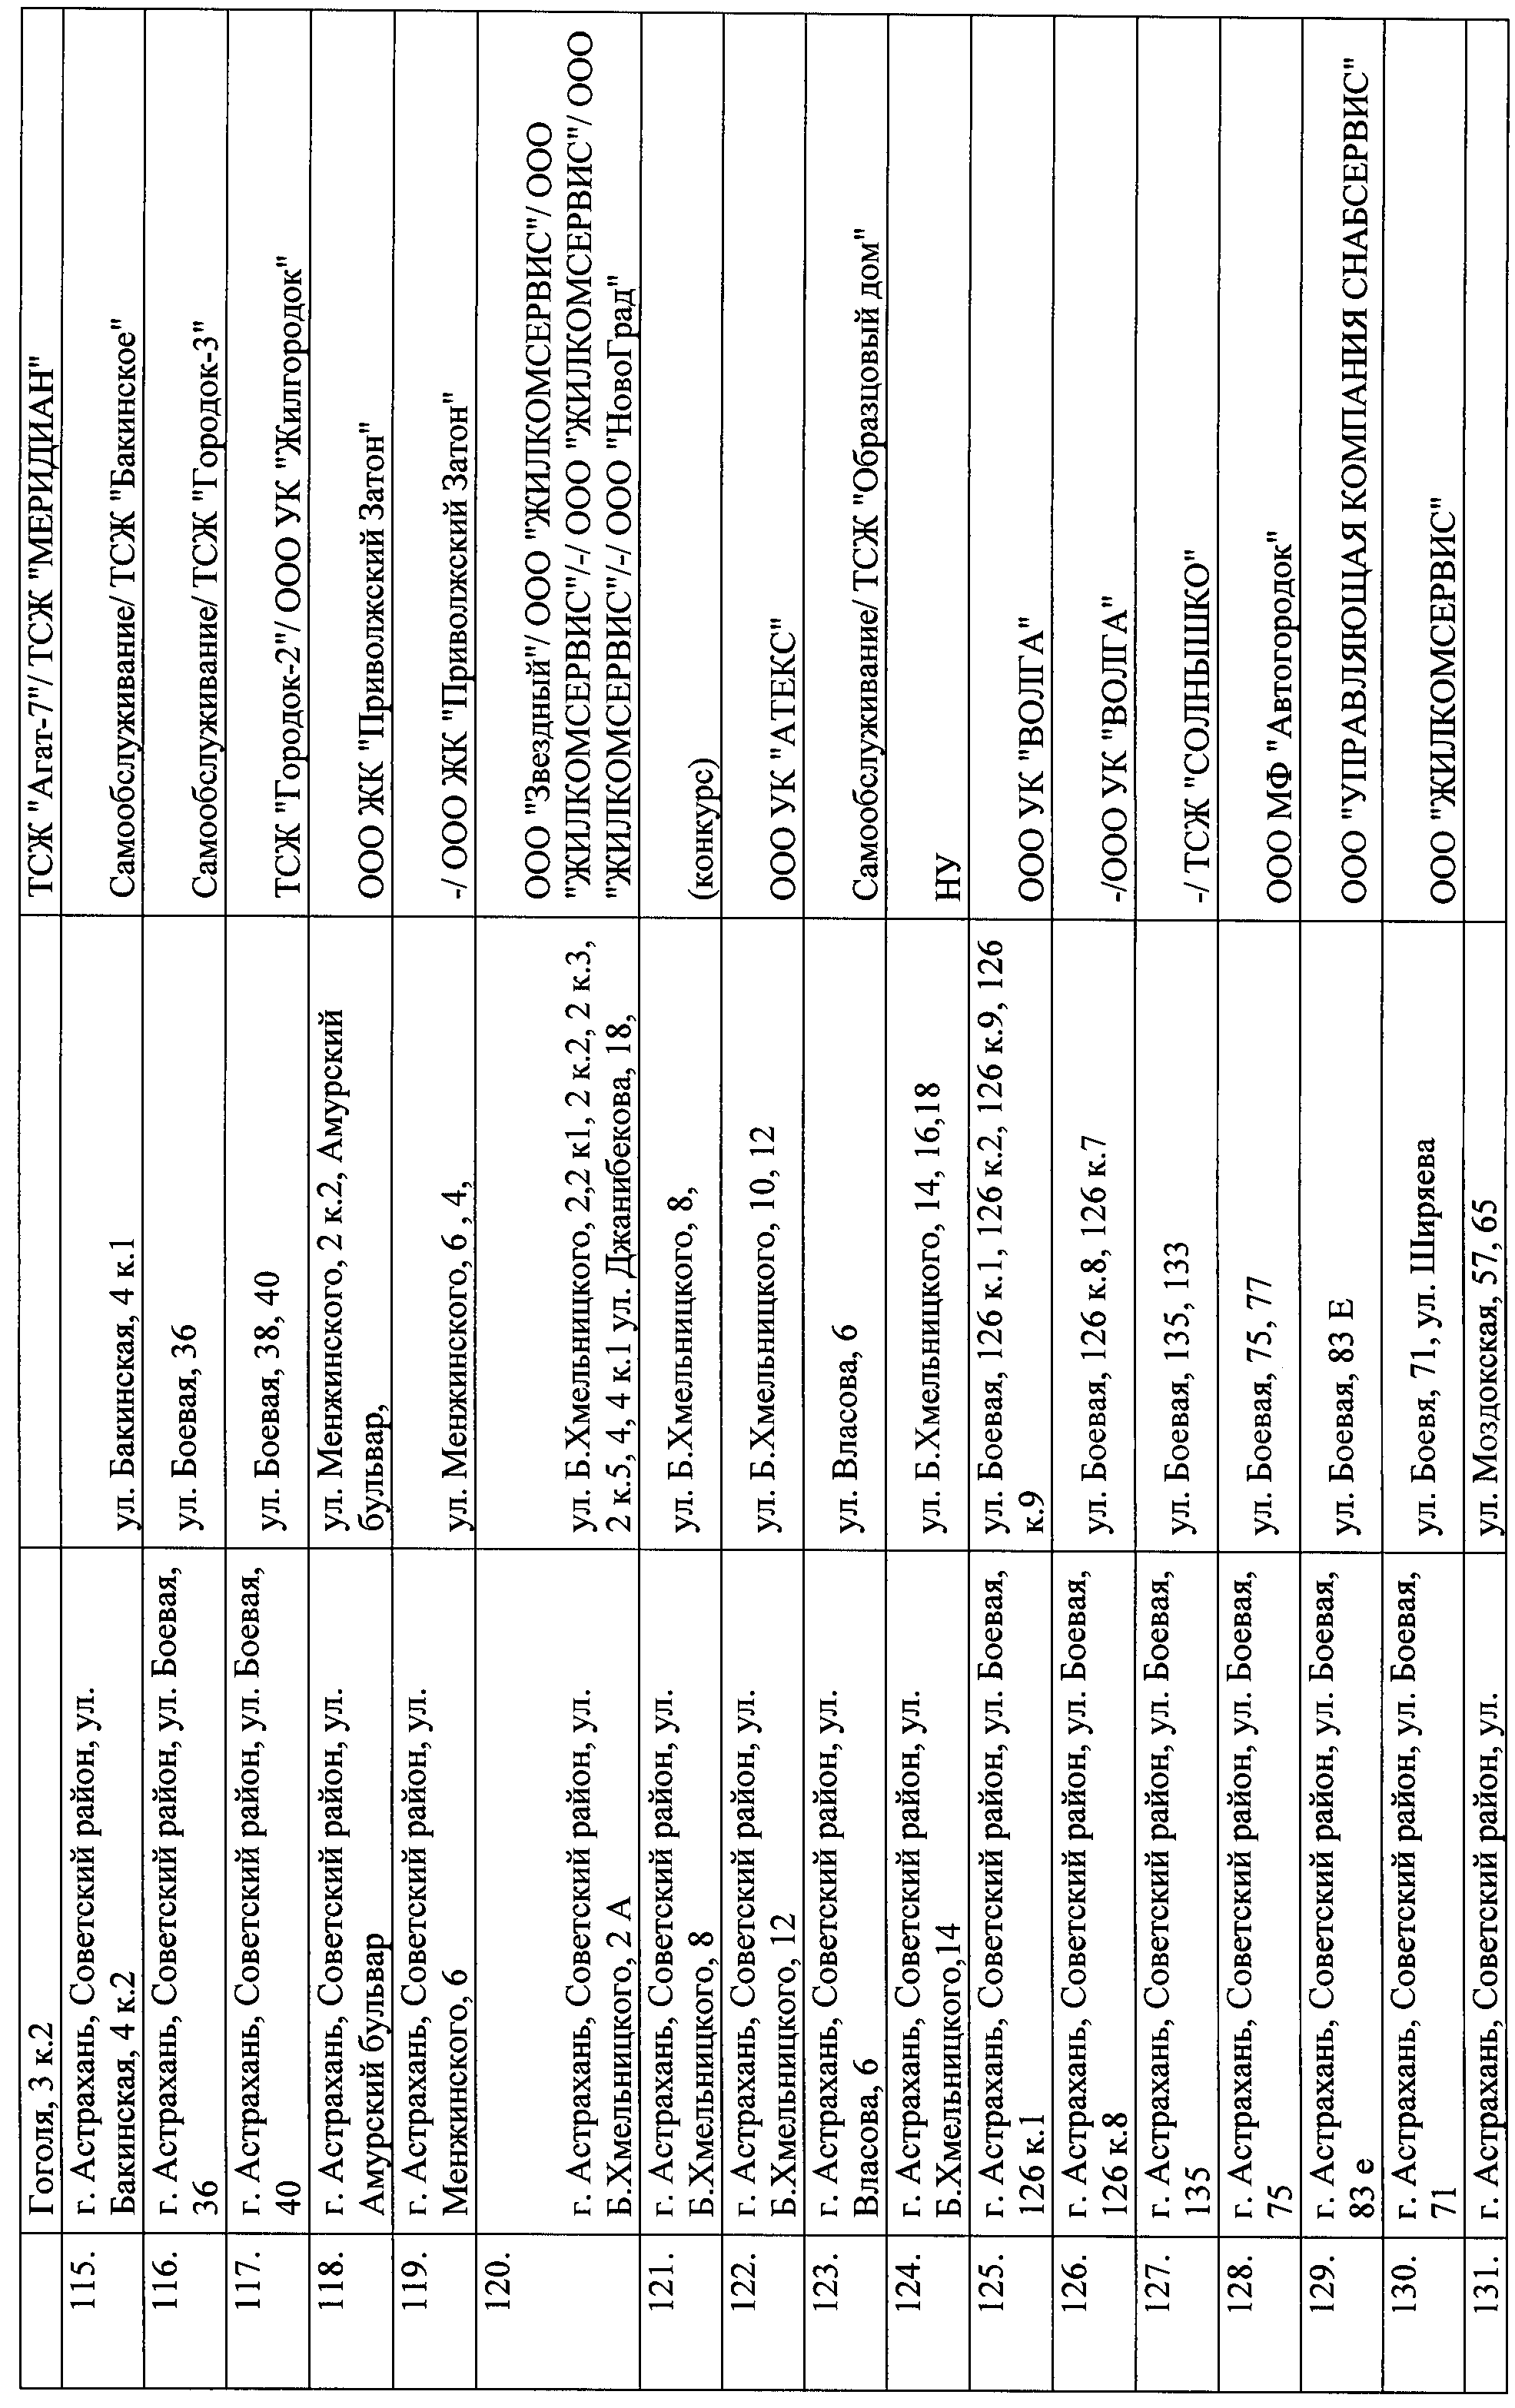 Гоголя, 3 к.2
ТСЖ "Агат-7"/ ТСЖ "МЕРИДИАН"
115.
г. Астрахань, Советский район, ул.
Бакинская, 4 к.2
ул. Бакинская, 4 к.1
Самообслуживание/ ТСЖ "Бакинское"
116.
г. Астрахань, Советский район, ул. Боевая,
36
ул. Боевая, 36
Самообслуживание/ ТСЖ "Городок-3"
117.
г. Астрахань, Советский район, ул. Боевая,
40
ул. Боевая, 38, 40
ТСЖ "Городок-2"/ ООО УК "Жилгородок"
118.
г. Астрахань, Советский район, ул.
Амурский бульвар
ул. Менжинского, 2 к.2, Амурский
бульвар,
ООО ЖК "Приволжский Затон"
119.
г. Астрахань, Советский район, ул.
Менжинского, 6
ул. Менжинского, 6 , 4,
-/ ООО ЖК "Приволжский Затон"
120.
г. Астрахань, Советский район, ул.
Б.Хмельницкого, 2 А
ул. Б.Хмельницкого, 2,2 к1, 2 к.2, 2 к.3,
2 к.5, 4, 4 к.1 ул. Джанибекова, 18,
ООО "Звездный"/ ООО "ЖИЛКОМСЕРВИС"/ ООО
"ЖИЛКОМСЕРВИС"/-/ ООО "ЖИЛКОМСЕРВИС"/ ООО
"ЖИЛКОМСЕРВИС"/-/ ООО "НовоГрад"
121.
г. Астрахань, Советский район, ул.
Б.Хмельницкого, 8
ул. Б.Хмельницкого, 8,
(конкурс)
122.
г. Астрахань, Советский район, ул.
Б.Хмельницкого, 12
ул. Б.Хмельницкого, 10, 12
ООО УК "АТЕКС"
123.
г. Астрахань, Советский район, ул.
Власова, 6
ул. Власова, 6
Самообслуживание/ ТСЖ "Образцовый дом"
124.
г. Астрахань, Советский район, ул.
Б.Хмельницкого,14
ул. Б.Хмельницкого, 14, 16,18
НУ
125.
г. Астрахань, Советский район, ул. Боевая,
126 к.1
ул. Боевая, 126 к.1, 126 к.2, 126 к.9, 126
к.9
ООО УК "ВОЛГА"
126.
г. Астрахань, Советский район, ул. Боевая,
126 к.8
ул. Боевая, 126 к.8, 126 к.7
-/ООО УК "ВОЛГА"
127.
г. Астрахань, Советский район, ул. Боевая,
135
ул. Боевая, 135, 133
-/ ТСЖ "СОЛНЫШКО"
128.
г. Астрахань, Советский район, ул. Боевая,
75
ул. Боевая, 75, 77
ООО МФ "Автогородок"
129.
г. Астрахань, Советский район, ул. Боевая,
83 е
ул. Боевая, 83 Е
ООО "УПРАВЛЯЮЩАЯ КОМПАНИЯ СНАБСЕРВИС"
130.
г. Астрахань, Советский район, ул. Боевая,
71
ул. Боевя, 71, ул. Ширяева
ООО "ЖИЛКОМСЕРВИС"
131.
г. Астрахань, Советский район, ул.
ул. Моздокская, 57, 65